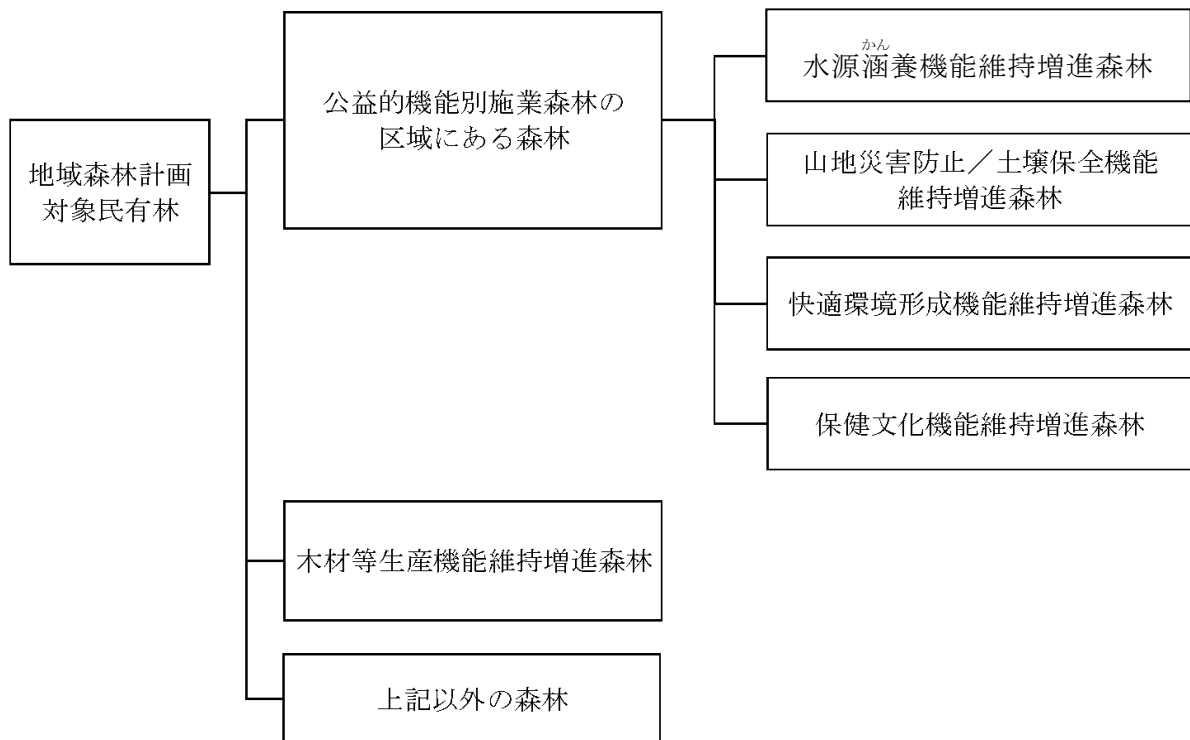 地域森林計画
対象民有林
公益的機能別施業森林の
区域にある森林
かん
水源涵養機能維持増進森林
山地災害防止／土壌保全機能
維持増進森林
快適環境形成機能維持増進森林
保健文化機能維持増進森林
木材等生産機能維持増進森林
上記以外の森林